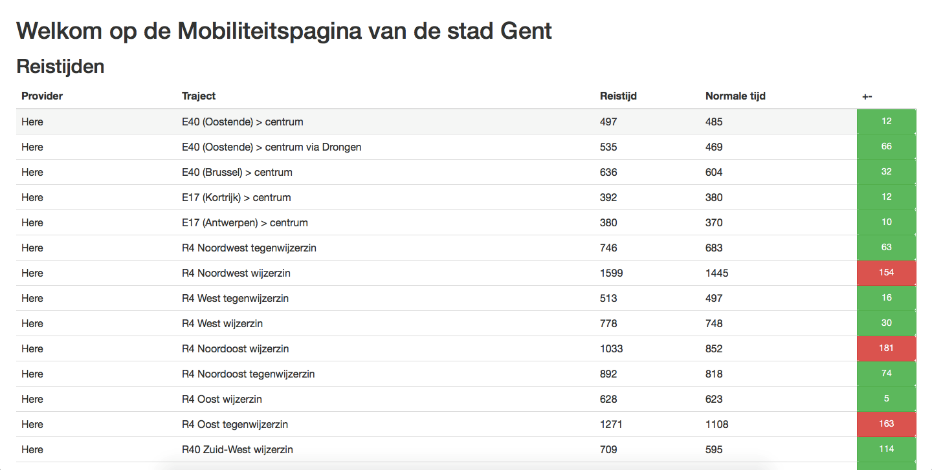 Welkom op de Mobiliteitspagina van de stad Gent
Reistijden
Provider Traject Reistijd Normale tijd +-
Here E40 (Oostende) > centrum 497 485 12
Here E40 (Oostende) > centrum via Drongen 535 469 66
Here E40 (Brussel) > centrum 636 604 32
Here E17 (Kortrijk) > centrum 392 380 12
Here E17 (Antwerpen) > centrum 380 370 10
Here R4 Noordwest tegenwijzerzin 746 683 63
Here R4 Noordwest wijzerzin 1599 1445 154
Here R4 West tegenwijzerzin 513 497 16
Here R4 West wijzerzin 778 748 30
Here R4 Noordoost wijzerzin 1033 852 181
Here R4 Noordoost tegenwijzerzin 892 818 74
Here R4 Oost wijzerzin 628 623 5
Here R4 Oost tegenwijzerzin 1271 1108 163
Here R40 Zuid-West wijzerzin 709 595 114